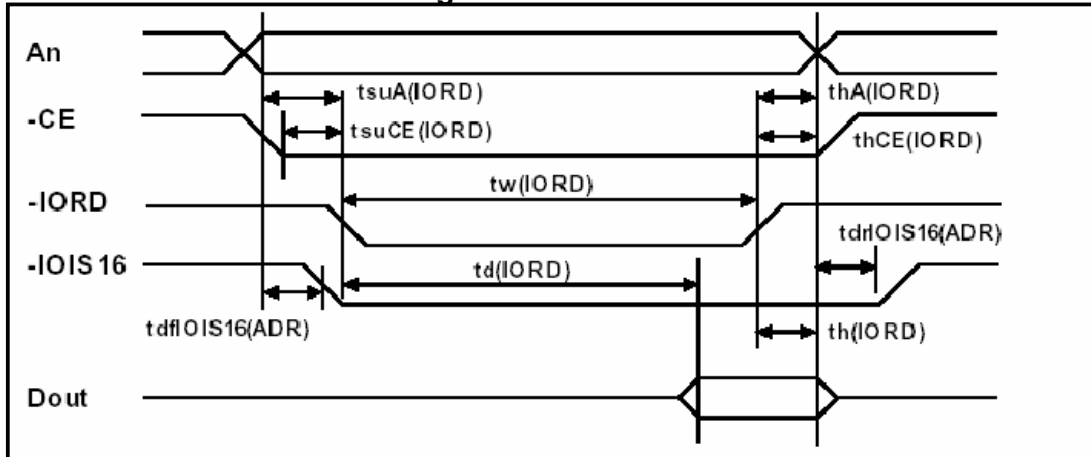 An
tsuA(IORD)
thA(IORD)
-CE
tsuCE(IORD)
thCE(IORD)
tw(IORD)
-IORD
tdrIOIS16(ADR)
-IOIS16
td(IORD)
tdfIOIS16(ADR)
th(IORD)
Dout